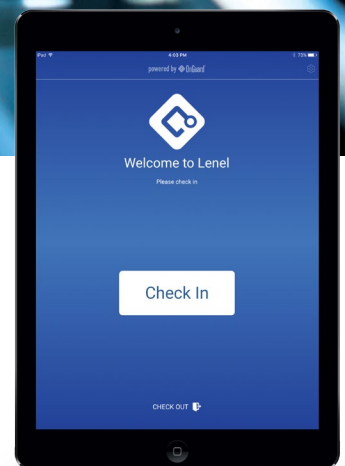 iPad 4:03 PM 73%
powered by OnGuard
Welcome to Lenel
Please check in
Check In
CHECK OUT